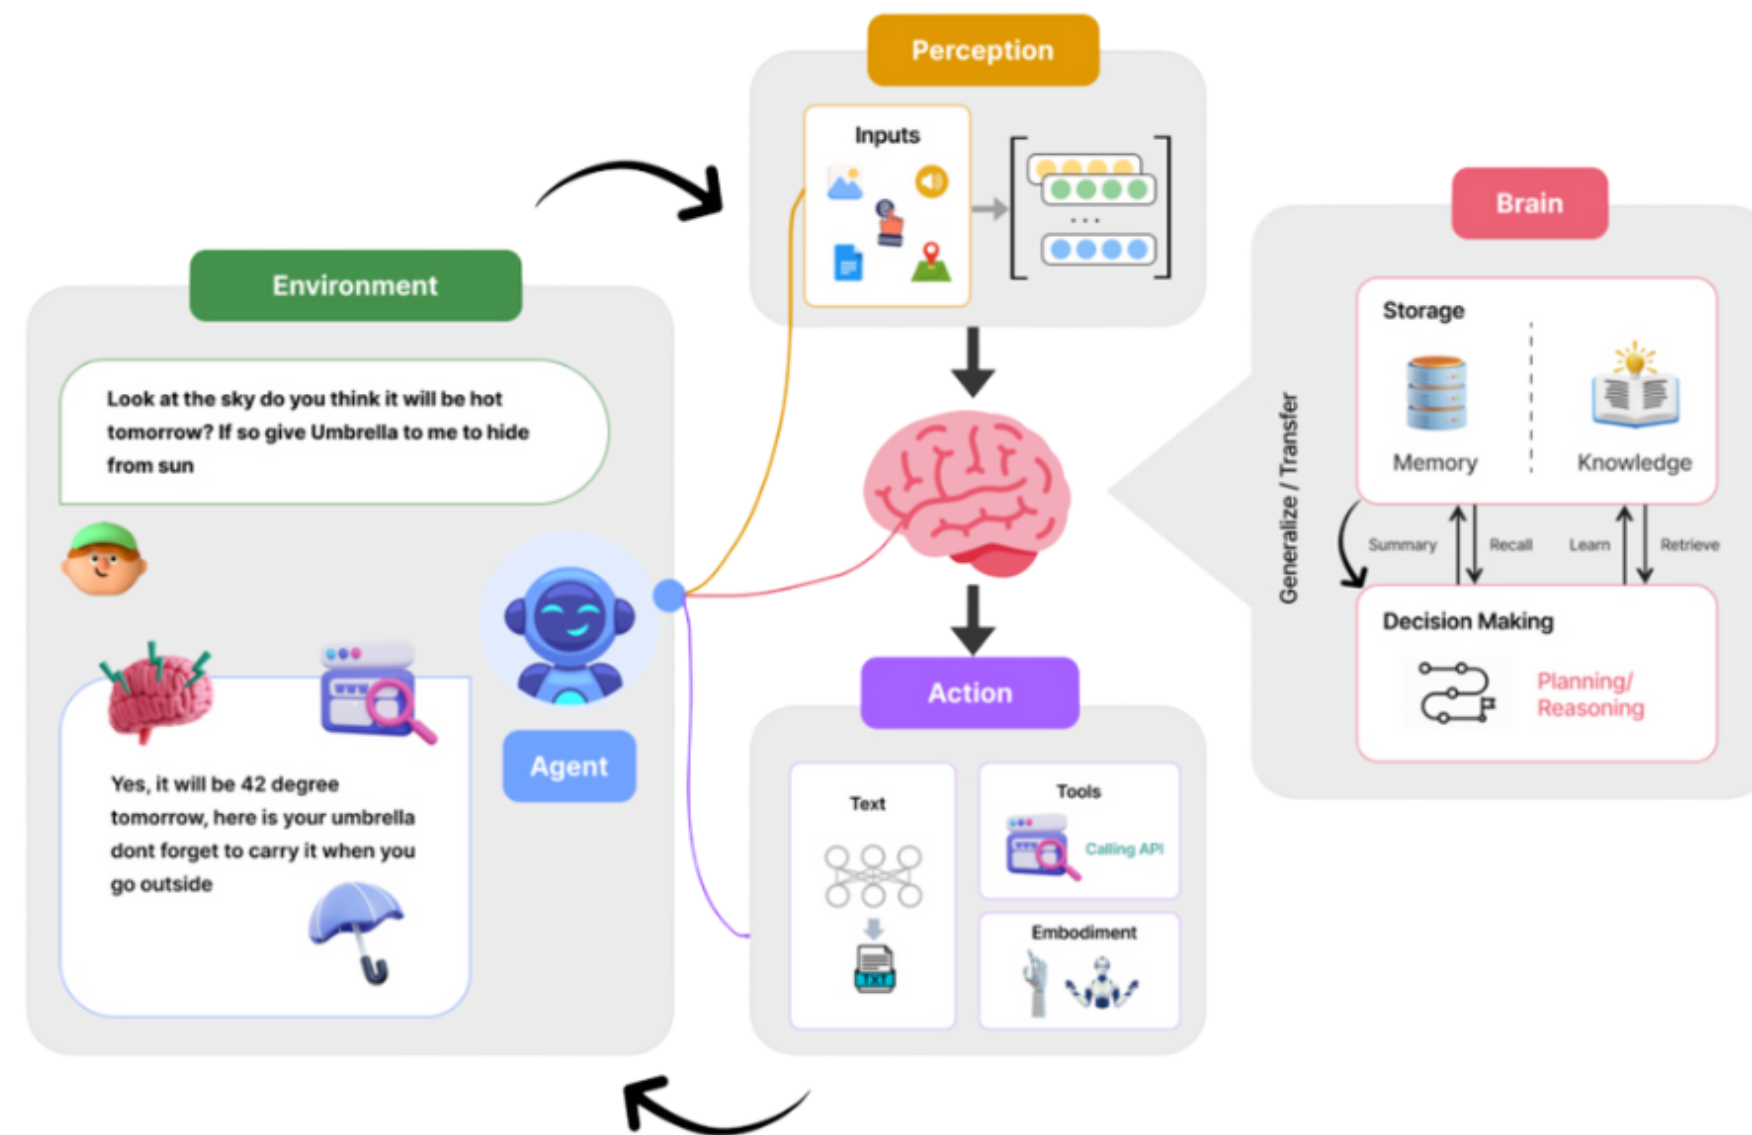 Perception
Inputs
Brain
Environment
Storage
Look at the sky do you think it will be hot
tomorrow? If so give Umbrella to me to hide
from sun
Memory
Knowledge
Generalize / Transfer
Summary
Recall
Learn
Retrieve
Decision Making
Planning/
Reasoning
Action
Agent
Yes, it will be 42 degree
tomorrow, here is your umbrella
dont forget to carry it when you
go outside
Text
TXT
Tools
Calling API
Embodiment